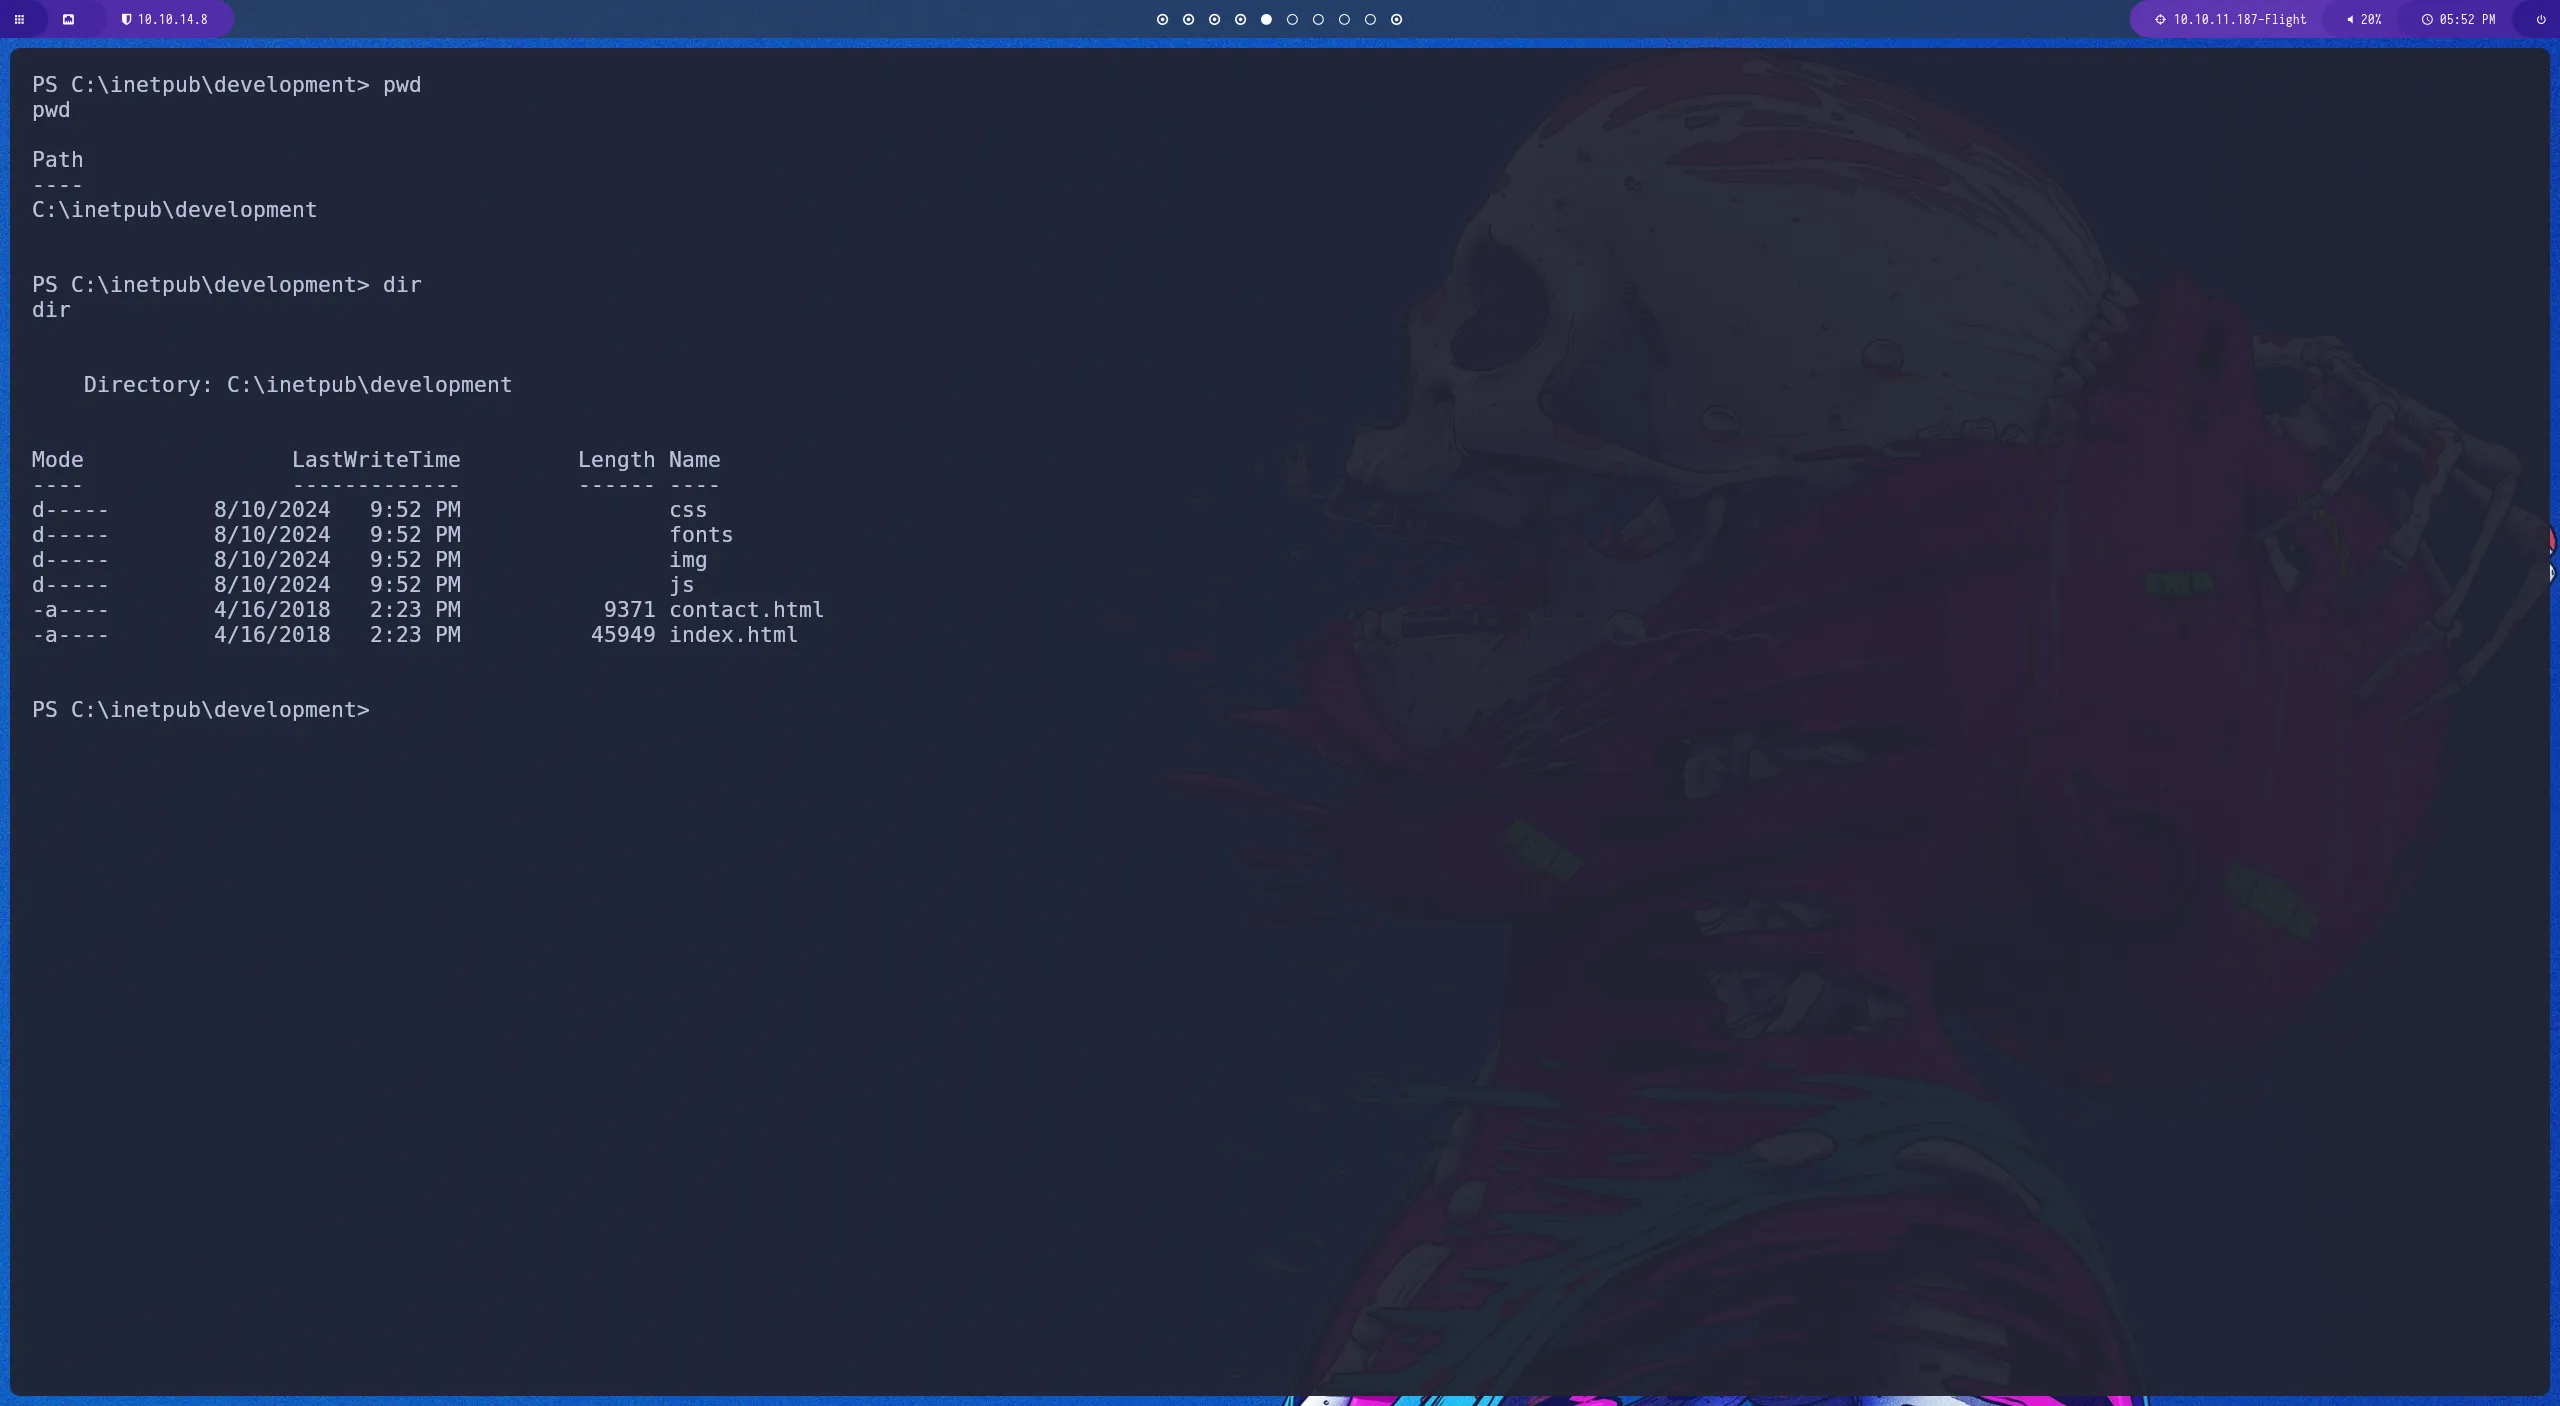 10.10.14.8
10.10.11.187-Flight 20% 05:52 PM
PS C:\inetpub\development> pwd
pwd
Path
----
C:\inetpub\development
PS C:\inetpub\development> dir
dir
    Directory: C:\inetpub\development
Mode                LastWriteTime         Length Name
----                -------------         ------ ----
d-----        8/10/2024   9:52 PM                css
d-----        8/10/2024   9:52 PM                fonts
d-----        8/10/2024   9:52 PM                img
d-----        8/10/2024   9:52 PM                js
-a----        4/16/2018   2:23 PM           9371 contact.html
-a----        4/16/2018   2:23 PM          45949 index.html
PS C:\inetpub\development>